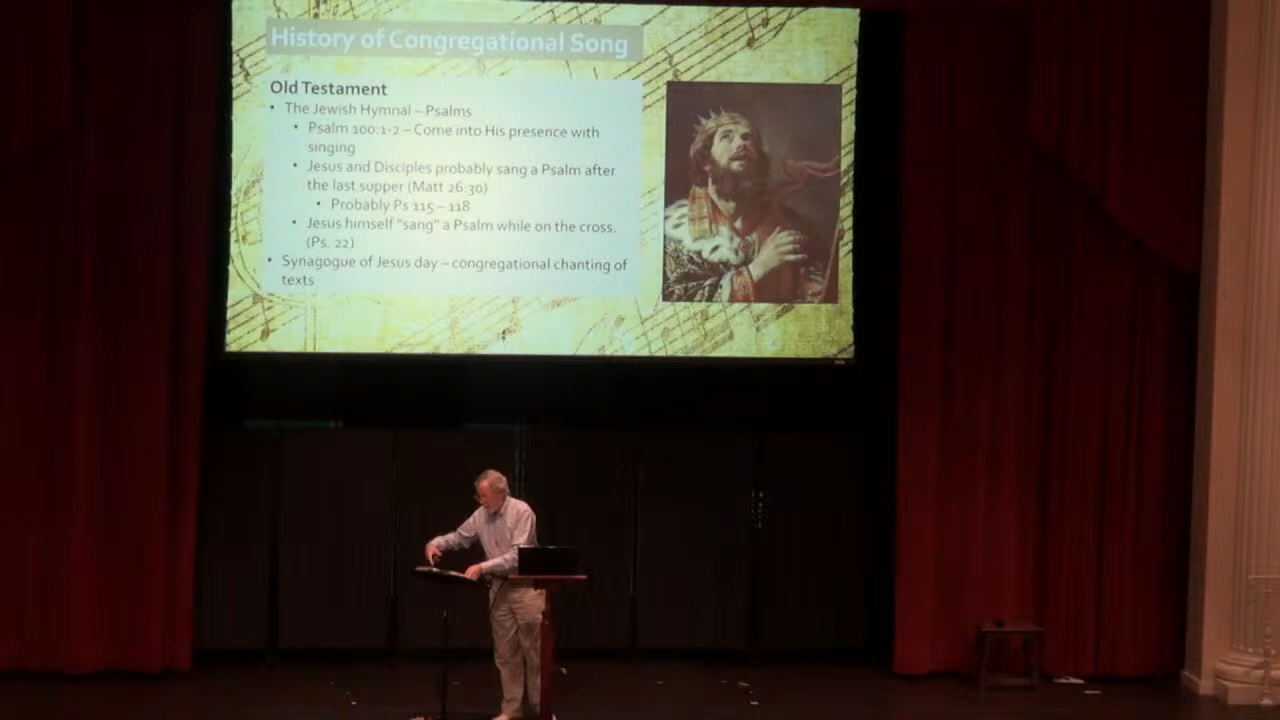 History of Congregational Song
Old Testament
• The Jewish Hymnal – Psalms
• Psalm 100:1-2 – Come into His presence with
singing
• Jesus and Disciples probably sang a Psalm after
the last supper (Matt 26:30)
• Probably Ps 115 – 118
• Jesus himself "sang" a Psalm while on the cross.
(Ps. 22)
• Synagogue of Jesus day – congregational chanting of
texts